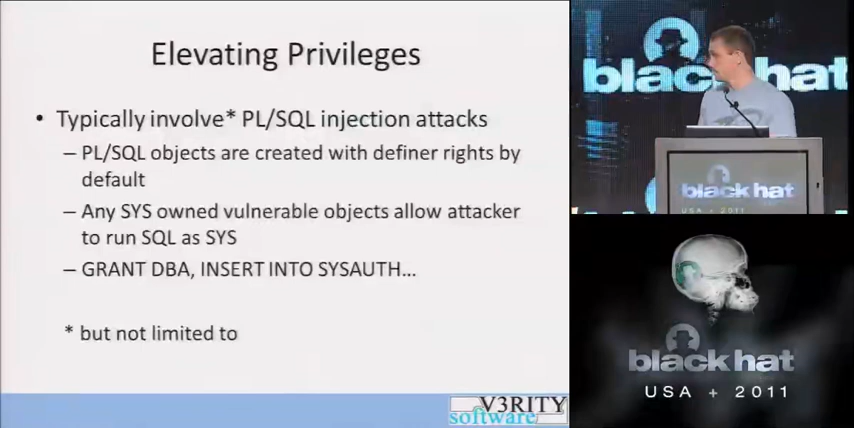 Elevating Privileges
• Typically involve* PL/SQL injection attacks
– PL/SQL objects are created with definer rights by
default
– Any SYS owned vulnerable objects allow attacker
to run SQL as SYS
– GRANT DBA, INSERT INTO SYSAUTH...
* but not limited to
V3RITY
software
black hat
black hat
USA + 2011
black hat
USA + 2011